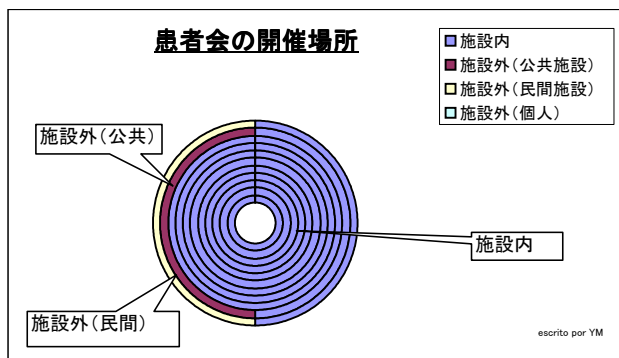 患者会の開催場所
施設内
施設外(公共施設)
施設外(民間施設)
施設外(個人)
施設外(公共)
施設内
施設外(民間)
escrito por YM